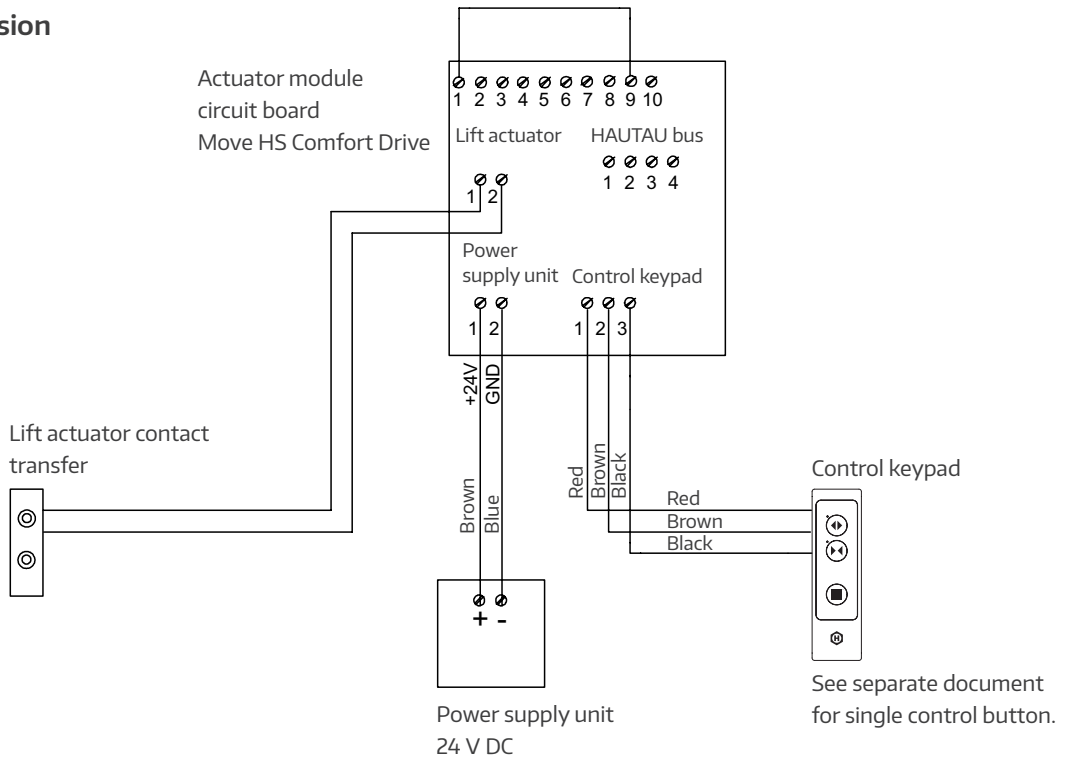 sion
Actuator module
circuit board
Move HS Comfort Drive
1 2 3 4 5 6 7 8 9 10
Lift actuator
HAUTAU bus
1 2 3 4
1 2
Power
supply unit
Control keypad
1 2
1 2 3
+24V
GND
Brown
Blue
Red
Brown
Black
Lift actuator contact
transfer
Red
Brown
Black
Control keypad
+ -
H
Power supply unit
24 V DC
See separate document
for single control button.